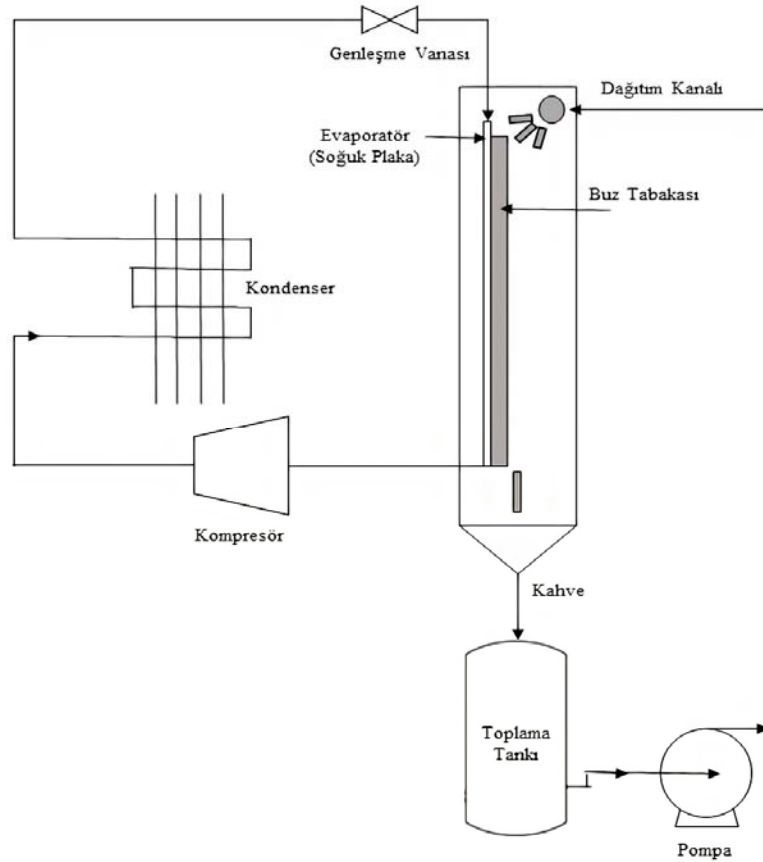 Genleşme Vanası
Dağıtım Kanalı
Evaporatör
(Soğuk Plaka)
Buz Tabakası
Kondenser
Kompresör
Kahve
Toplama
Tankı
Pompa